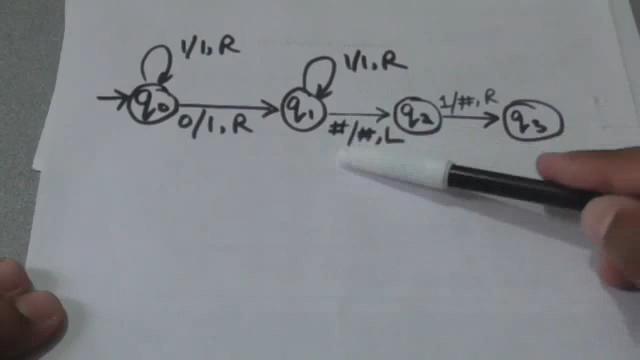 1/1, R
1/1, R
q0
0/1, R
q1
#/#, L
q2
1/#, R
q3